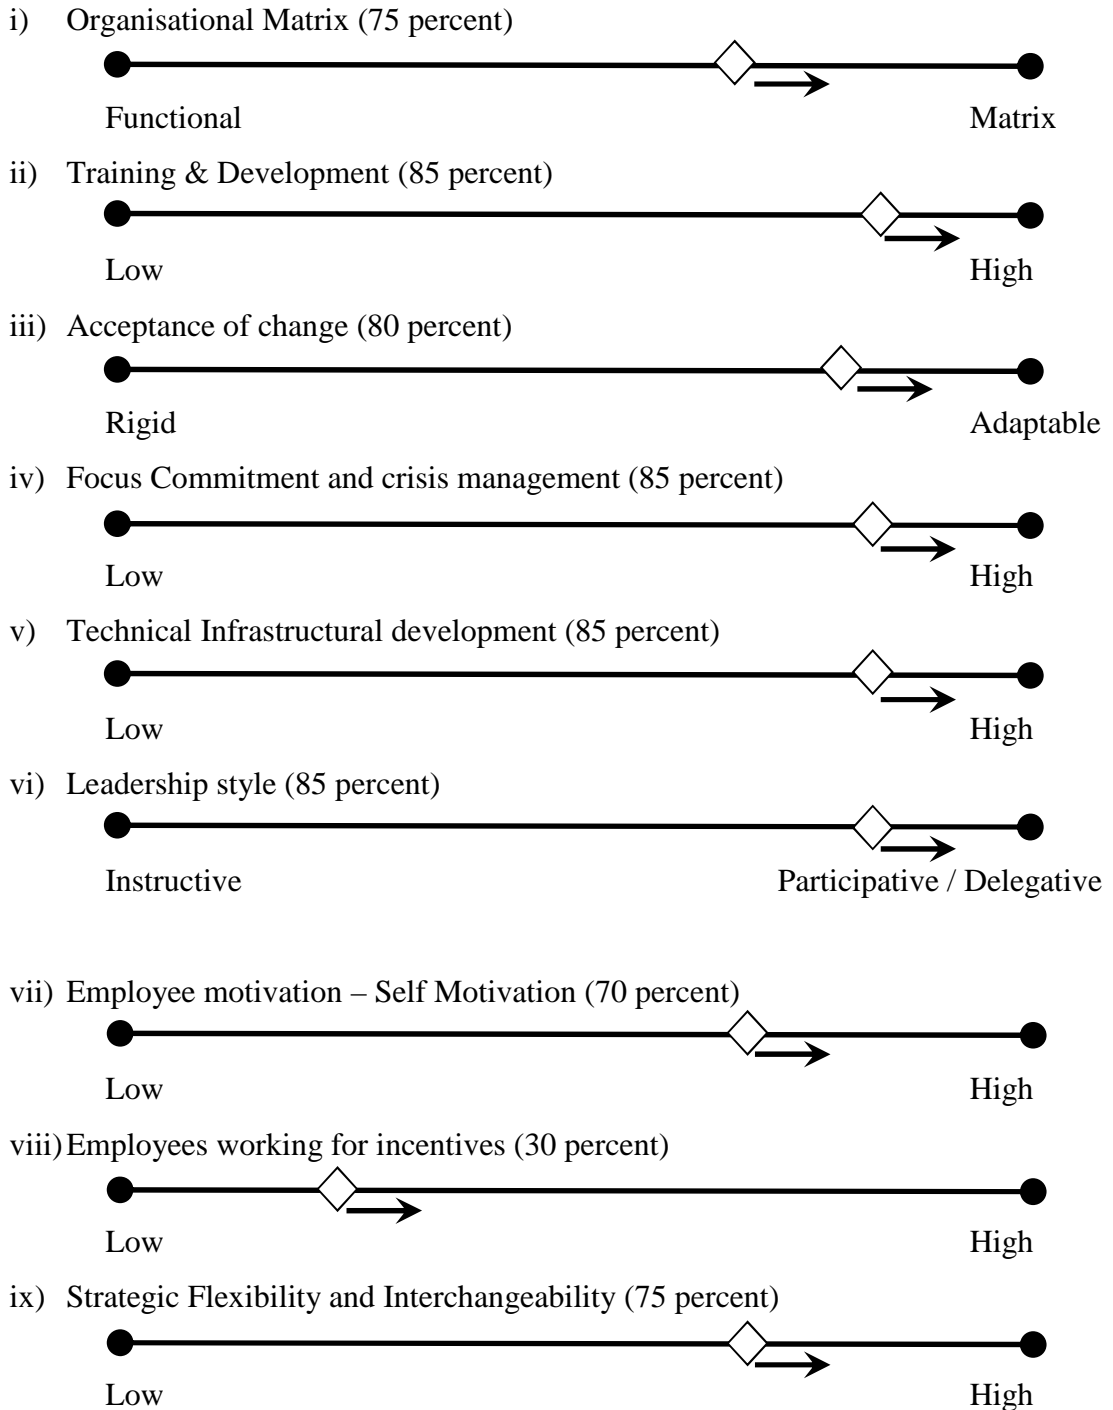 i) Organisational Matrix (75 percent)
Functional Matrix
ii) Training & Development (85 percent)
Low High
iii) Acceptance of change (80 percent)
Rigid Adaptable
iv) Focus Commitment and crisis management (85 percent)
Low High
v) Technical Infrastructural development (85 percent)
Low High
vi) Leadership style (85 percent)
Instructive Participative / Delegative
vii) Employee motivation – Self Motivation (70 percent)
Low High
viii) Employees working for incentives (30 percent)
Low High
ix) Strategic Flexibility and Interchangeability (75 percent)
Low High